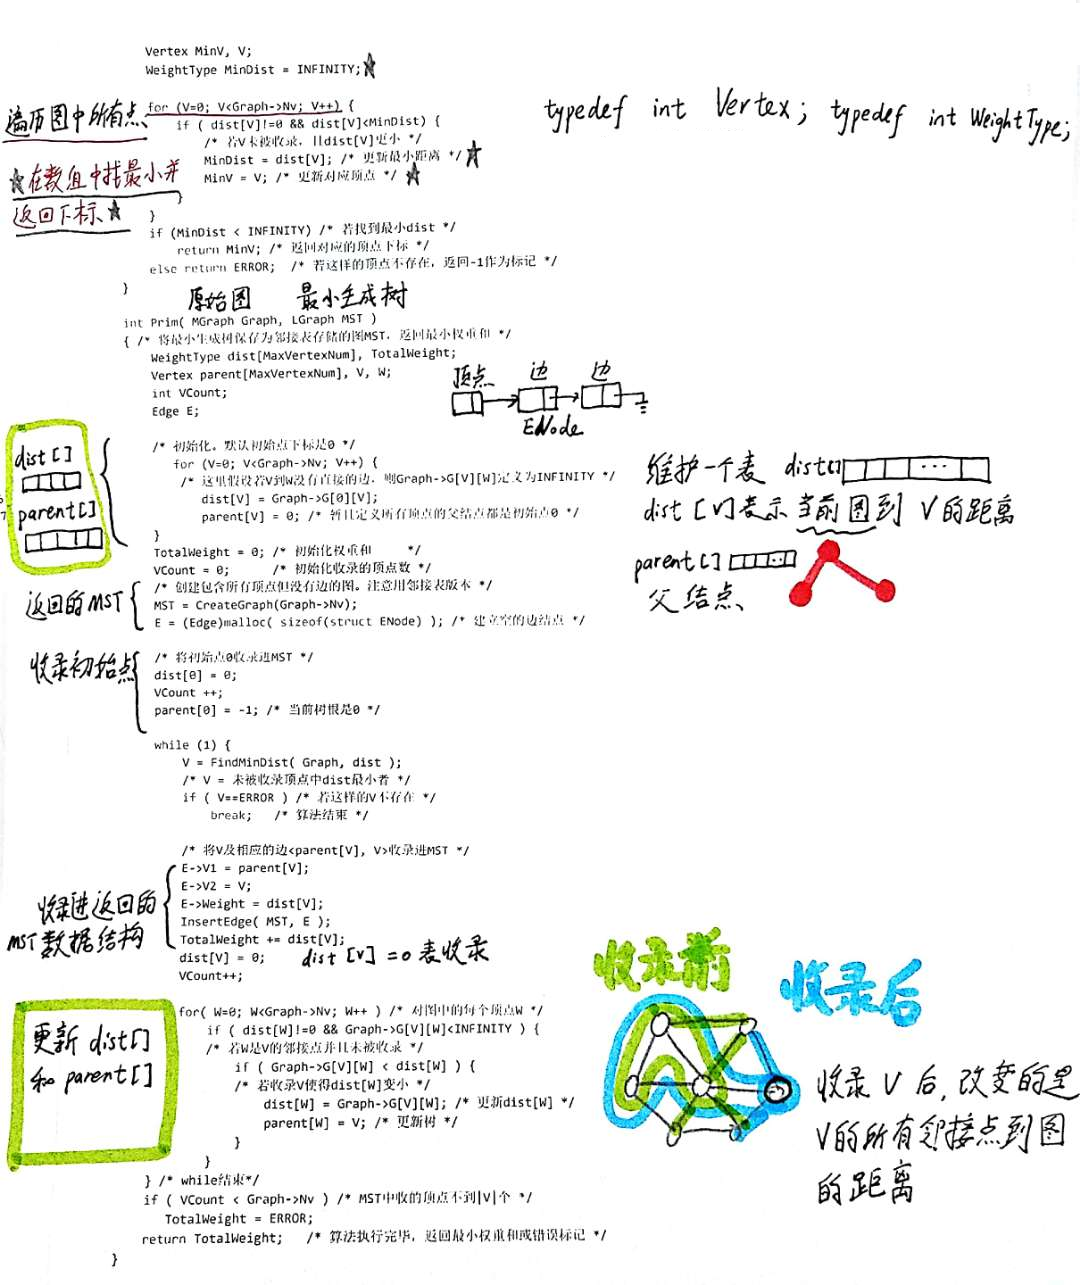 Vertex MinV, V;
WeightType MinDist = INFINITY;
for (V=0; V<Graph->Nv; V++) {
遍历图中所有点
typedef int Vertex; typedef int WeightType;
if ( dist[V]!=0 && dist[V]<MinDist) {
/* 若V未被收录，且dist[V]更小 */
MinDist = dist[V]; /* 更新最小距离 */
MinV = V; /* 更新对应顶点 */
在数组中找最小并
返回下标
}
}
if (MinDist < INFINITY) /* 若找到最小dist */
return MinV; /* 返回对应的顶点下标 */
else return ERROR; /* 若这样的顶点不存在，返回-1作为标记 */
}
原始图 最小生成树
int Prim( MGraph Graph, LGraph MST )
{ /* 将最小生成树保存为邻接表存储的图MST，返回最小权重和 */
WeightType dist[MaxVertexNum], TotalWeight;
Vertex parent[MaxVertexNum], V, W;
int VCount;
Edge E;
顶点 边 边
ENode
dist[]
parent[]
/* 初始化。默认初始点下标是0 */
for (V=0; V<Graph->Nv; V++) {
/* 这里假设若V到W没有直接的边，则Graph->G[V][W]定义为INFINITY */
dist[V] = Graph->G[0][V];
parent[V] = 0; /* 暂且定义所有顶点的父结点都是初始点0 */
}
维护一个表 dist[]
dist[V]表示当前图到V的距离
parent[]
父结点
TotalWeight = 0; /* 初始化权重和 */
VCount = 0; /* 初始化收录的顶点数 */
/* 创建包含所有顶点但没有边的图。注意用邻接表版本 */
返回的MST
MST = CreateGraph(Graph->Nv);
E = (Edge)malloc( sizeof(struct ENode) ); /* 建立空的边结点 */
收录初始点
/* 将初始点0收录进MST */
dist[0] = 0;
VCount ++;
parent[0] = -1; /* 当前树根是0 */
while (1) {
V = FindMinDist( Graph, dist );
/* V = 未被收录顶点中dist最小者 */
if ( V==ERROR ) /* 若这样的V不存在 */
break; /* 算法结束 */
/* 将V及相应的边<parent[V], V>收录进MST */
E->V1 = parent[V];
E->V2 = V;
E->Weight = dist[V];
InsertEdge( MST, E );
TotalWeight += dist[V];
收录进返回的
MST数据结构
dist[V] = 0; dist[v]=0表收录
VCount++;
收录前
收录后
for( W=0; W<Graph->Nv; W++ ) /* 对图中的每个顶点W */
if ( dist[W]!=0 && Graph->G[V][W]<INFINITY ) {
/* 若W是V的邻接点并且未被收录 */
if ( Graph->G[V][W] < dist[W] ) {
/* 若收录V使得dist[W]变小 */
dist[W] = Graph->G[V][W]; /* 更新dist[W] */
parent[W] = V; /* 更新树 */
}
}
更新 dist[]
和 parent[]
收录V后，改变的是
V的所有邻接点到图
的距离
} /* while结束*/
if ( VCount < Graph->Nv ) /* MST中收的顶点不到|V|个 */
TotalWeight = ERROR;
return TotalWeight; /* 算法执行完毕，返回最小权重和或错误标记 */
}